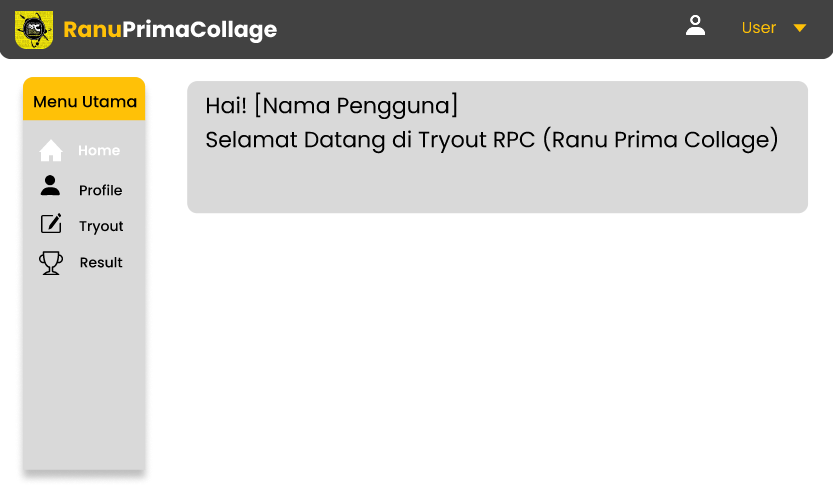 RPC
RanuPrimaCollage
User
Menu Utama
Home
Profile
Tryout
Result
Hai! [Nama Pengguna]
Selamat Datang di Tryout RPC (Ranu Prima Collage)